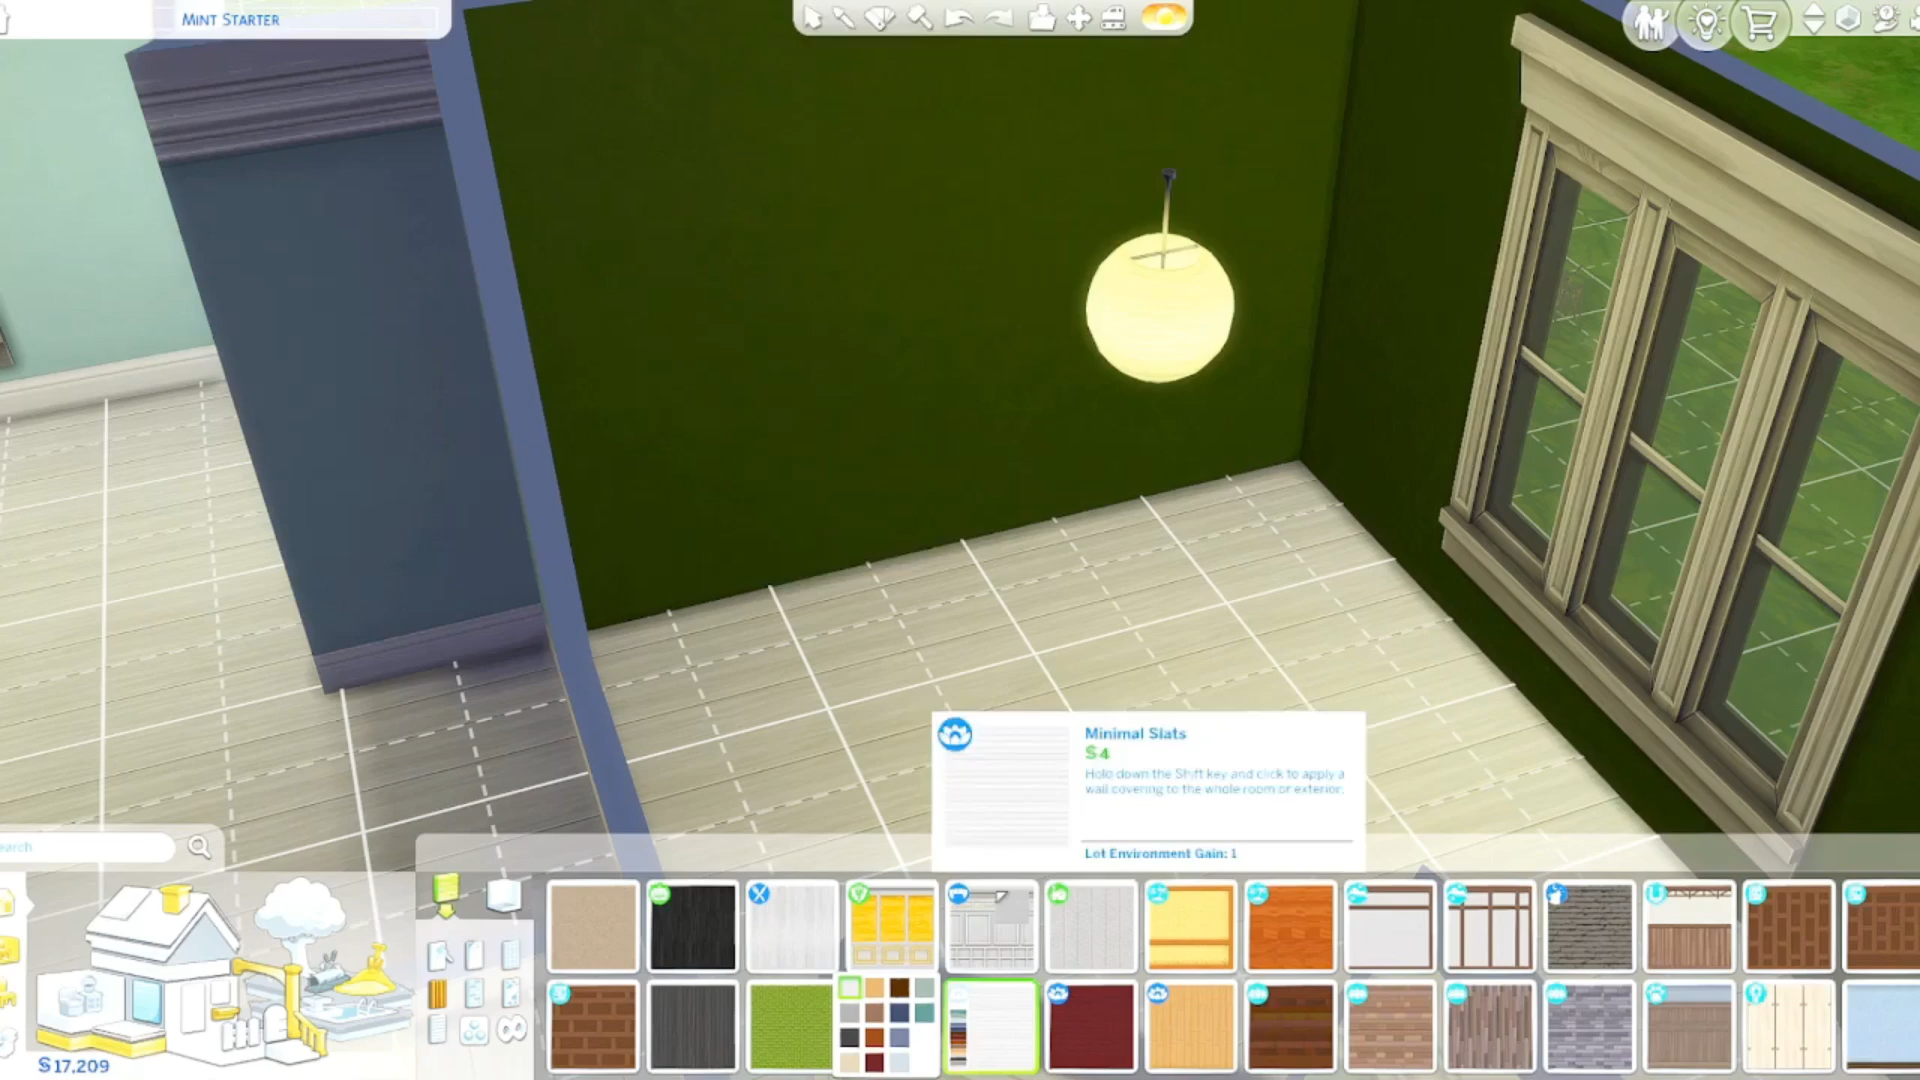 Mint Starter
Minimal Slats
$4
Hold down the Shift key and click to apply a
wall covering to the whole room or exterior.
Lot Environment Gain: 1
earch
$17,209